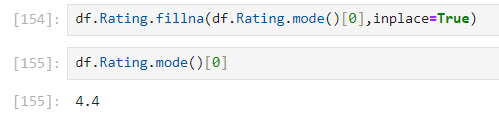 [154]: df.Rating.fillna(df.Rating.mode()[0],inplace=True)
[155]: df.Rating.mode()[0]
[155]: 4.4